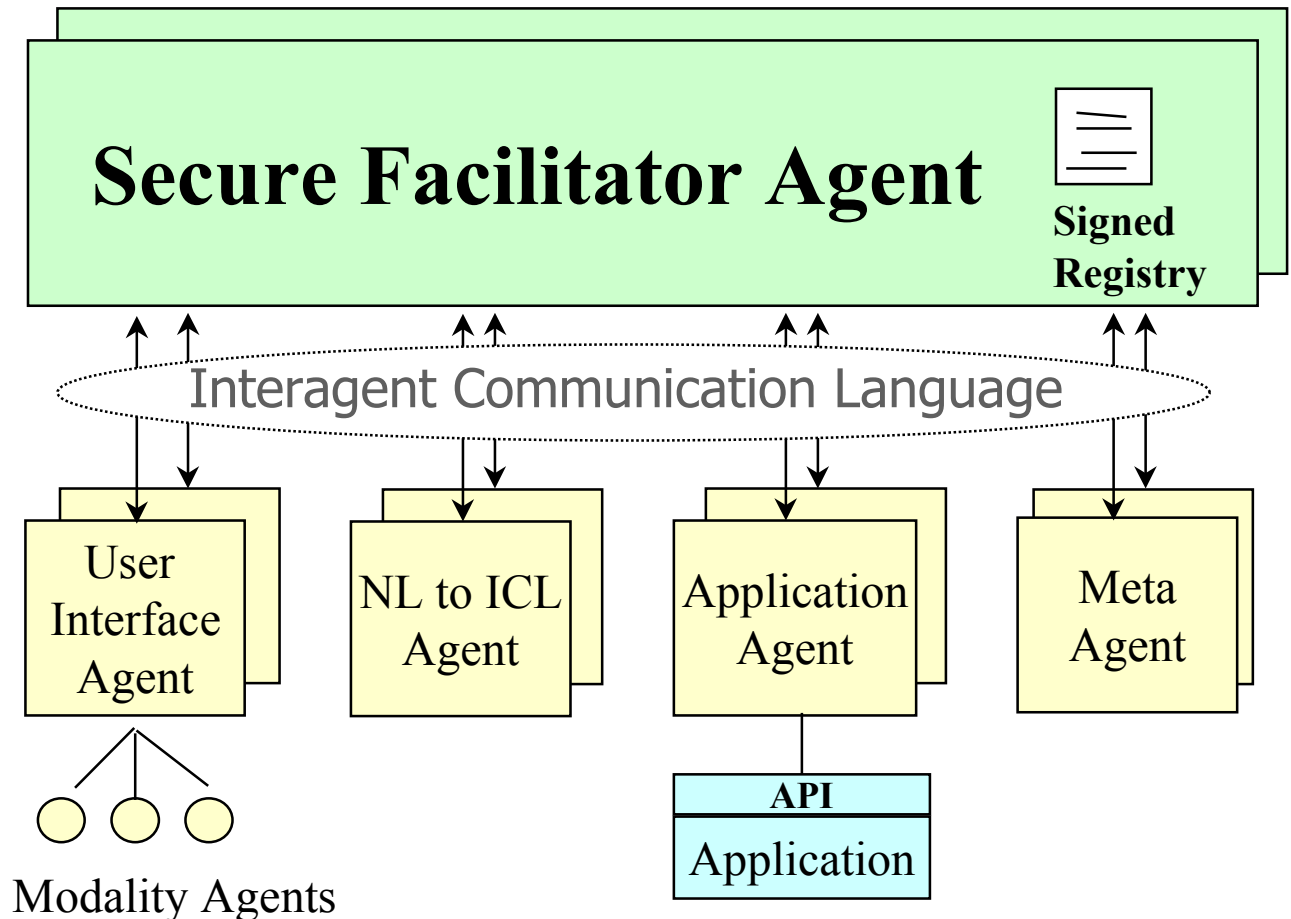 Secure Facilitator Agent
Signed
Registry
Interagent Communication Language
User
Interface
Agent
NL to ICL
Agent
Application
Agent
Meta
Agent
API
Application
Modality Agents